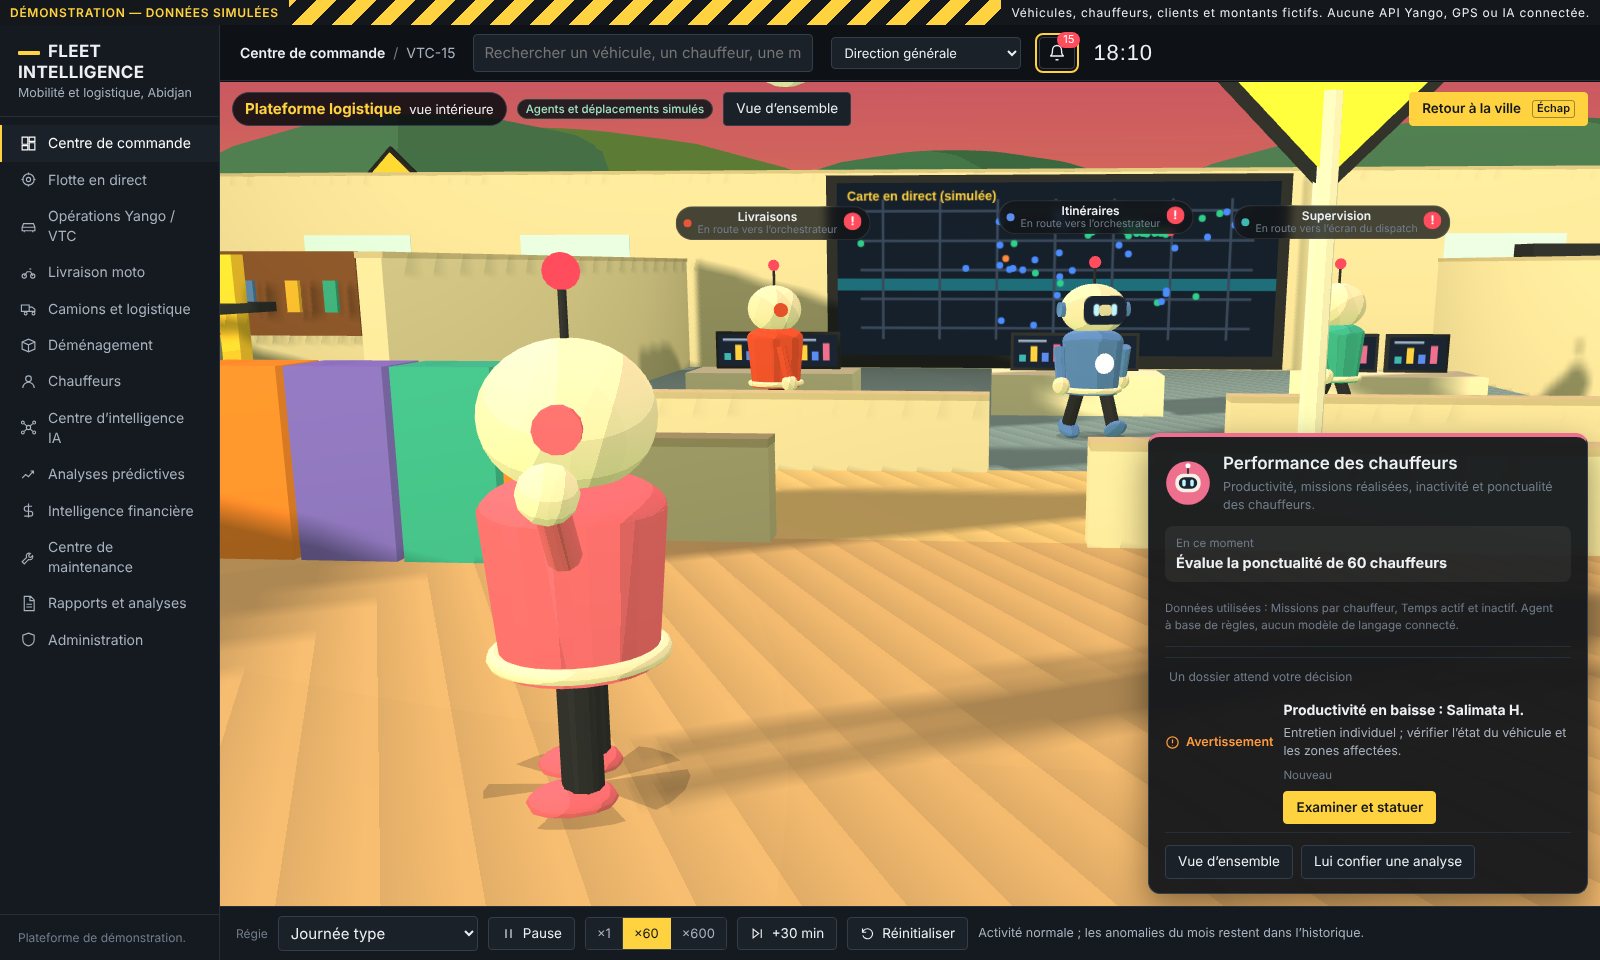 DÉMONSTRATION — DONNÉES SIMULÉES
Véhicules, chauffeurs, clients et montants fictifs. Aucune API Yango, GPS ou IA connectée.
FLEET
INTELLIGENCE
Mobilité et logistique, Abidjan
Centre de commande / VTC-15
Rechercher un véhicule, un chauffeur, une m
Direction générale
15
18:10
Centre de commande
Flotte en direct
Opérations Yango /
VTC
Livraison moto
Camions et logistique
Déménagement
Chauffeurs
Centre d’intelligence
IA
Analyses prédictives
Intelligence financière
Centre de
maintenance
Rapports et analyses
Administration
Plateforme de démonstration.
Plateforme logistique vue intérieure
Agents et déplacements simulés
Vue d’ensemble
Retour à la ville Échap
Carte en direct (simulée)
Livraisons
En route vers l’orchestrateur
!
Itinéraires
En route vers l’orchestrateur
!
Supervision
En route vers l’écran du dispatch
!
Performance des chauffeurs
Productivité, missions réalisées, inactivité et ponctualité
des chauffeurs.
En ce moment
Évalue la ponctualité de 60 chauffeurs
Données utilisées : Missions par chauffeur, Temps actif et inactif. Agent
à base de règles, aucun modèle de langage connecté.
Un dossier attend votre décision
Avertissement
Productivité en baisse : Salimata H.
Entretien individuel ; vérifier l’état du véhicule et
les zones affectées.
Nouveau
Examiner et statuer
Vue d’ensemble
Lui confier une analyse
Régie
Journée type
Pause
×1
×60
×600
+30 min
Réinitialiser
Activité normale ; les anomalies du mois restent dans l’historique.